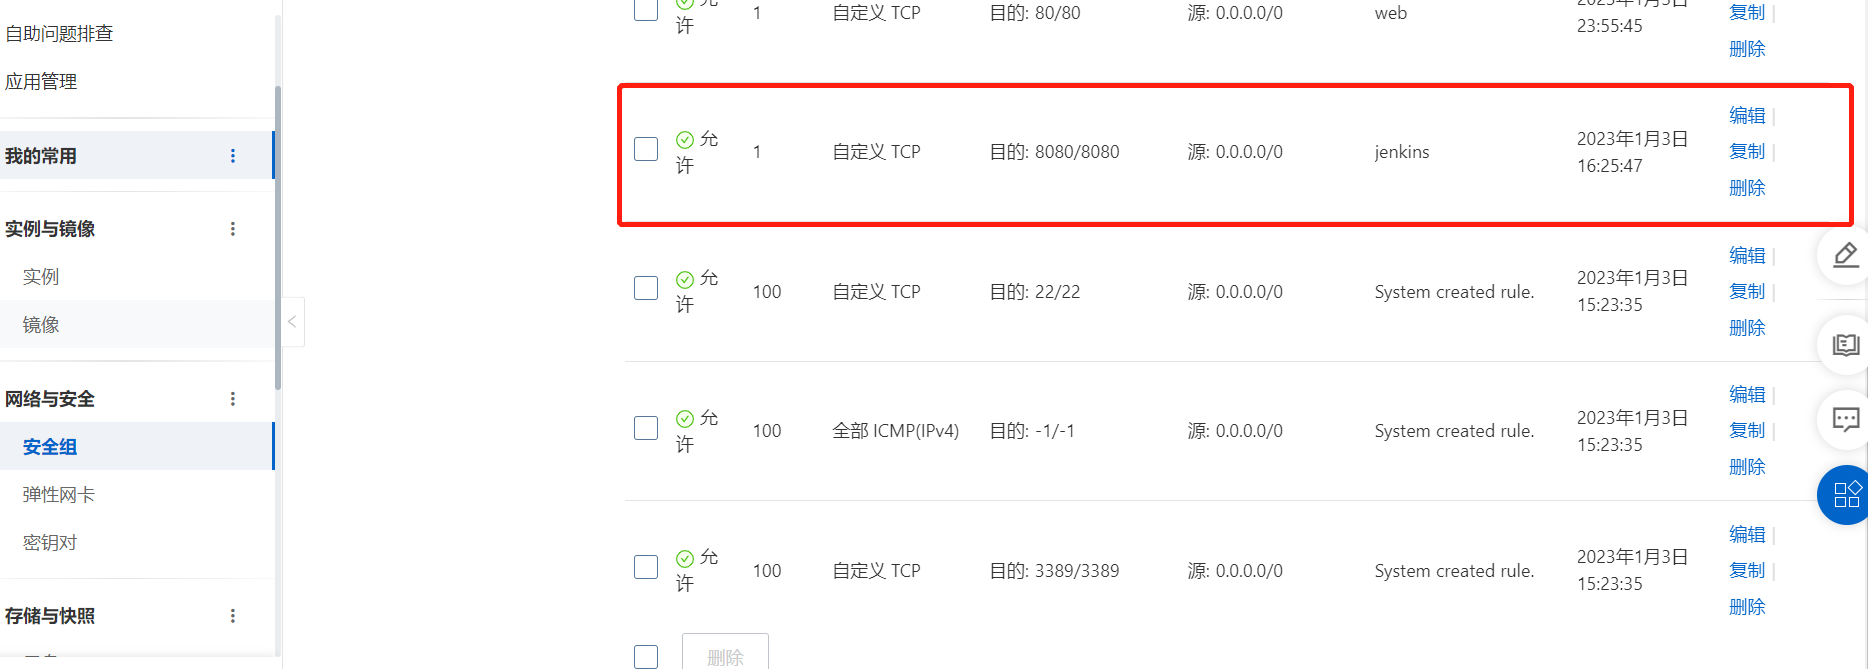 自助问题排查
应用管理
我的常用
实例与镜像
实例
镜像
网络与安全
安全组
弹性网卡
密钥对
存储与快照
允许 1 自定义 TCP 目的: 80/80 源: 0.0.0.0/0 web 2023年1月3日 23:55:45 复制 删除
允许 1 自定义 TCP 目的: 8080/8080 源: 0.0.0.0/0 jenkins 2023年1月3日 16:25:47 编辑 复制 删除
允许 100 自定义 TCP 目的: 22/22 源: 0.0.0.0/0 System created rule. 2023年1月3日 15:23:35 编辑 复制 删除
允许 100 全部 ICMP(IPv4) 目的: -1/-1 源: 0.0.0.0/0 System created rule. 2023年1月3日 15:23:35 编辑 复制 删除
允许 100 自定义 TCP 目的: 3389/3389 源: 0.0.0.0/0 System created rule. 2023年1月3日 15:23:35 编辑 复制 删除
删除